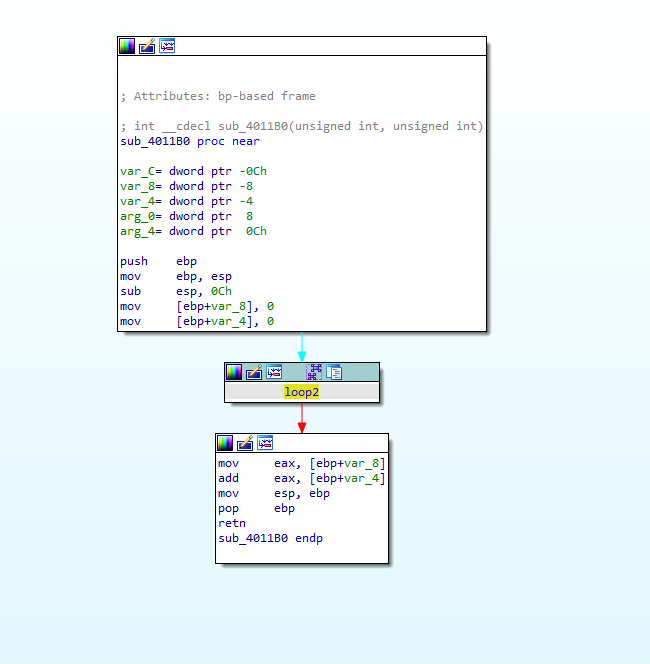 ; Attributes: bp-based frame
; int __cdecl sub_4011B0(unsigned int, unsigned int)
sub_4011B0 proc near
var_C= dword ptr -0Ch
var_8= dword ptr -8
var_4= dword ptr -4
arg_0= dword ptr  8
arg_4= dword ptr  0Ch
push    ebp
mov     ebp, esp
sub     esp, 0Ch
mov     [ebp+var_8], 0
mov     [ebp+var_4], 0
loop2
mov     eax, [ebp+var_8]
add     eax, [ebp+var_4]
mov     esp, ebp
pop     ebp
retn
sub_4011B0 endp